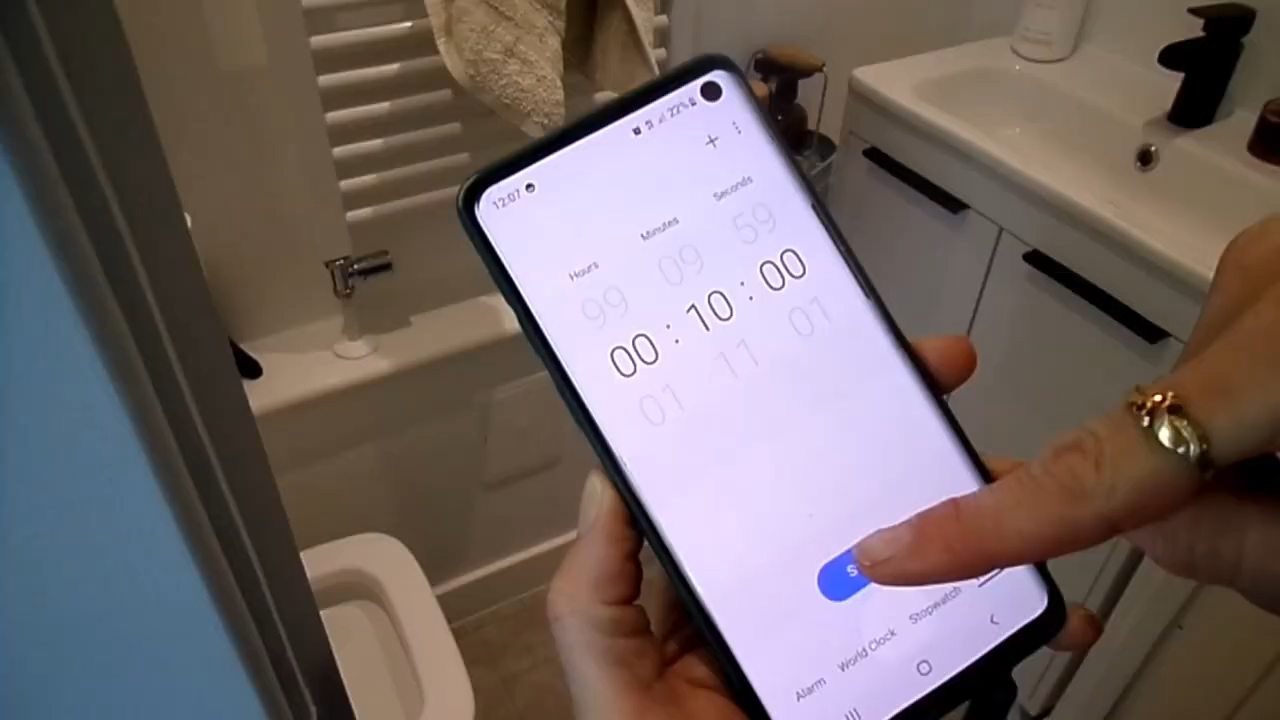 12:07 22%
+
Hours Minutes Seconds
99 09 59
00 : 10 : 00
01 11 01
Alarm World Clock Stopwatch